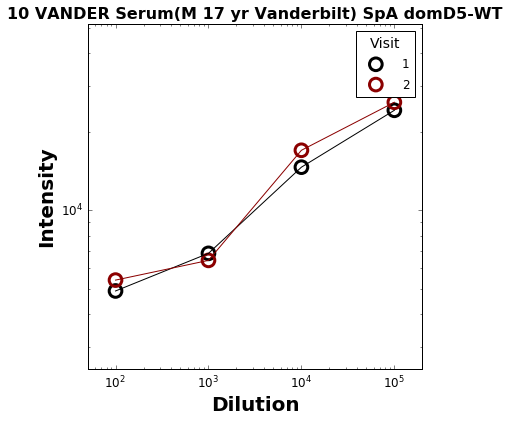 10 VANDER Serum(M 17 yr Vanderbilt) SpA domD5-WT
Visit
1
2
Intensity
10^4
10^2 10^3 10^4 10^5
Dilution